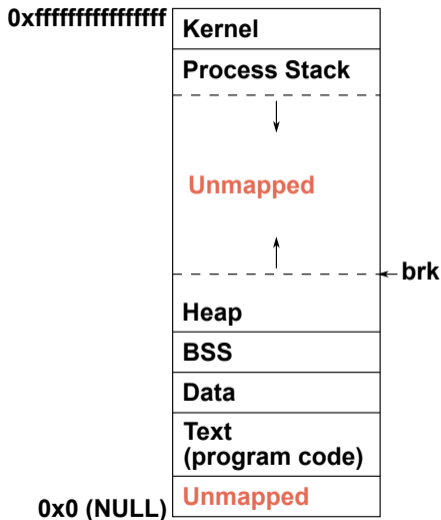 0xffffffffffffffff
Kernel
Process Stack
Unmapped
brk
Heap
BSS
Data
Text
(program code)
Unmapped
0x0 (NULL)